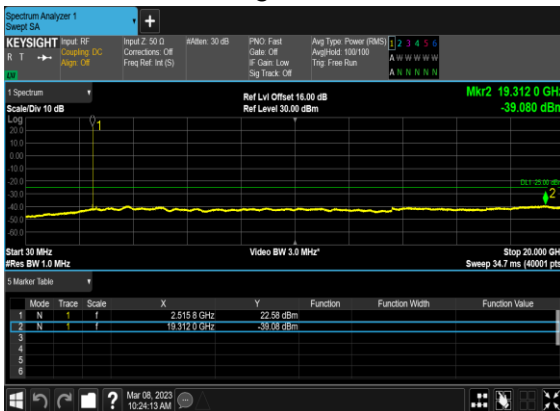 Spectrum Analyzer 1
Swept SA
KEYSIGHT
R T
LV
Input: RF
Coupling: DC
Align: Off
Input Z: 50 Ω
Corrections: Off
Freq Ref: Int (S)
#Atten: 30 dB
PNO: Fast
Gate: Off
IF Gain: Low
Sig Track: Off
Avg Type: Power (RMS)
Avg|Hold: 100/100
Trig: Free Run
1 2 3 4 5 6
A W W W W W
A N N N N N
1 Spectrum
Scale/Div 10 dB
Ref Lvl Offset 16.00 dB
Ref Level 30.00 dBm
Mkr2 19.312 0 GHz
-39.080 dBm
Log
20.0
10.0
0.00
-10.0
-20.0
-30.0
-40.0
-50.0
-60.0
1
DL1 -25.00 dBm
2
Start 30 MHz
#Res BW 1.0 MHz
Video BW 3.0 MHz*
Stop 20.000 GHz
Sweep 34.7 ms (40001 pts)
5 Marker Table
Mode Trace Scale X Y Function Function Width Function Value
1 N 1 f 2.515 8 GHz 22.58 dBm
2 N 1 f 19.312 0 GHz -39.08 dBm
3
4
5
6
?
Mar 08, 2023
10:24:13 AM